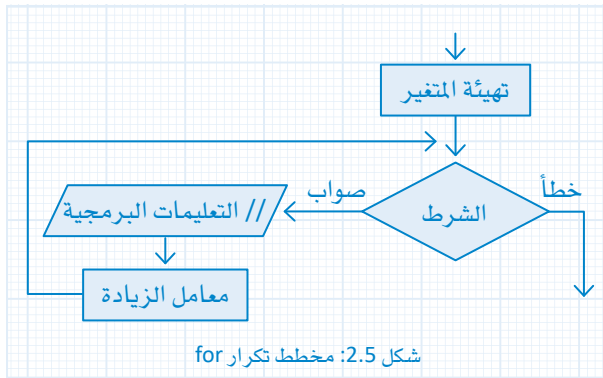 تهيئة المتغير
خطأ
صواب
الشرط
// التعليمات البرمجية
معامل الزيادة
شكل 2.5: مخطط تكرار for